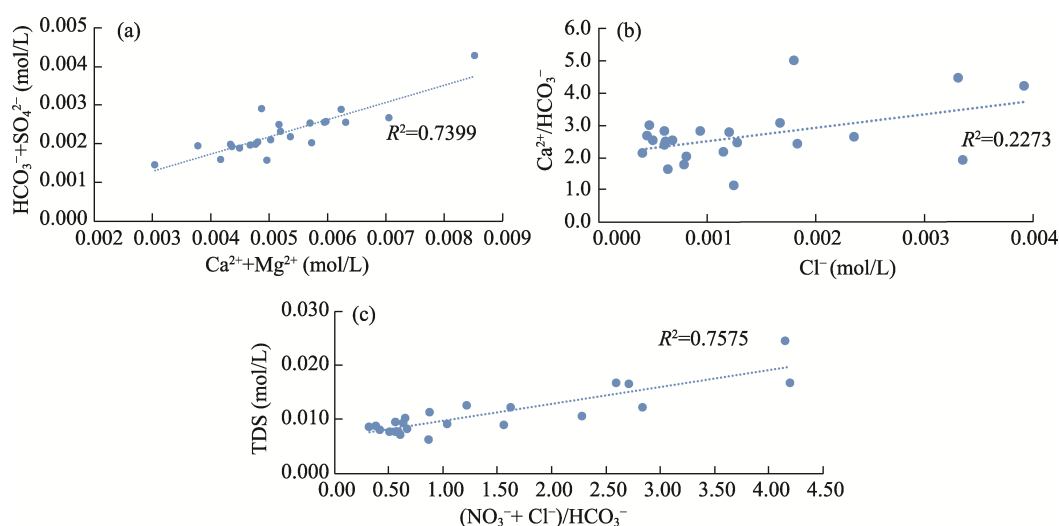 (a)
HCO₃⁻+SO₄²⁻ (mol/L)
0.005
0.004
0.003
0.002
0.001
0.000
R²=0.7399
0.002 0.003 0.004 0.005 0.006 0.007 0.008 0.009
Ca²⁺+Mg²⁺ (mol/L)
(b)
Ca²⁺/HCO₃⁻
6.0
5.0
4.0
3.0
2.0
1.0
0.0
R²=0.2273
0.000 0.001 0.002 0.003 0.004
Cl⁻ (mol/L)
(c)
TDS (mol/L)
0.030
0.020
0.010
0.000
R²=0.7575
0.00 0.50 1.00 1.50 2.00 2.50 3.00 3.50 4.00 4.50
(NO₃⁻+ Cl⁻)/HCO₃⁻